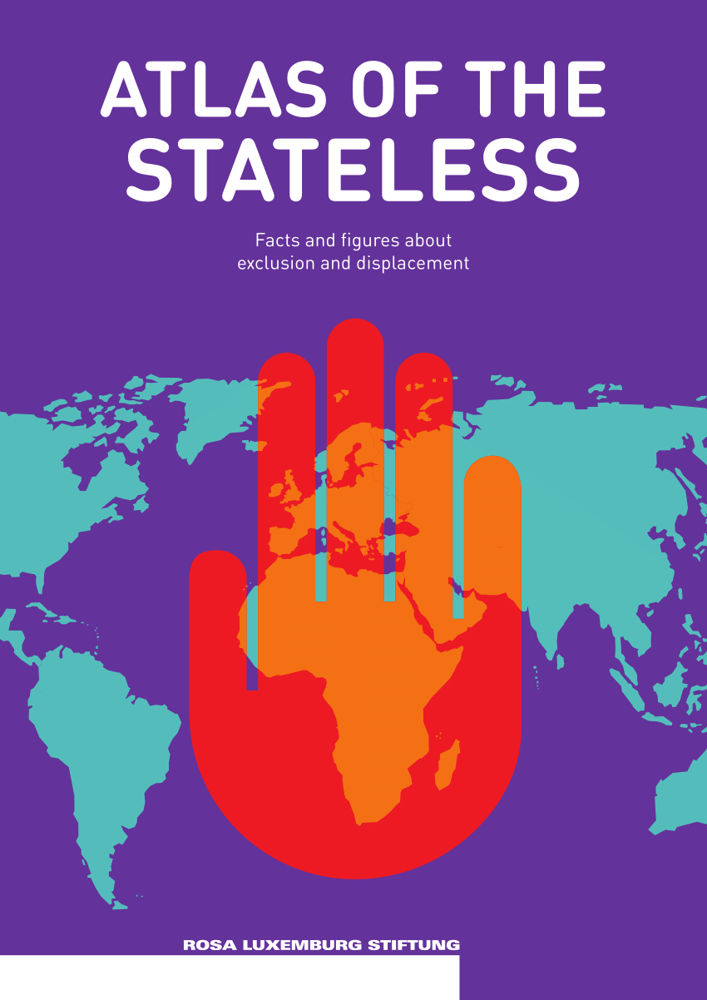 ATLAS OF THE
STATELESS
Facts and figures about
exclusion and displacement
ROSA LUXEMBURG STIFTUNG